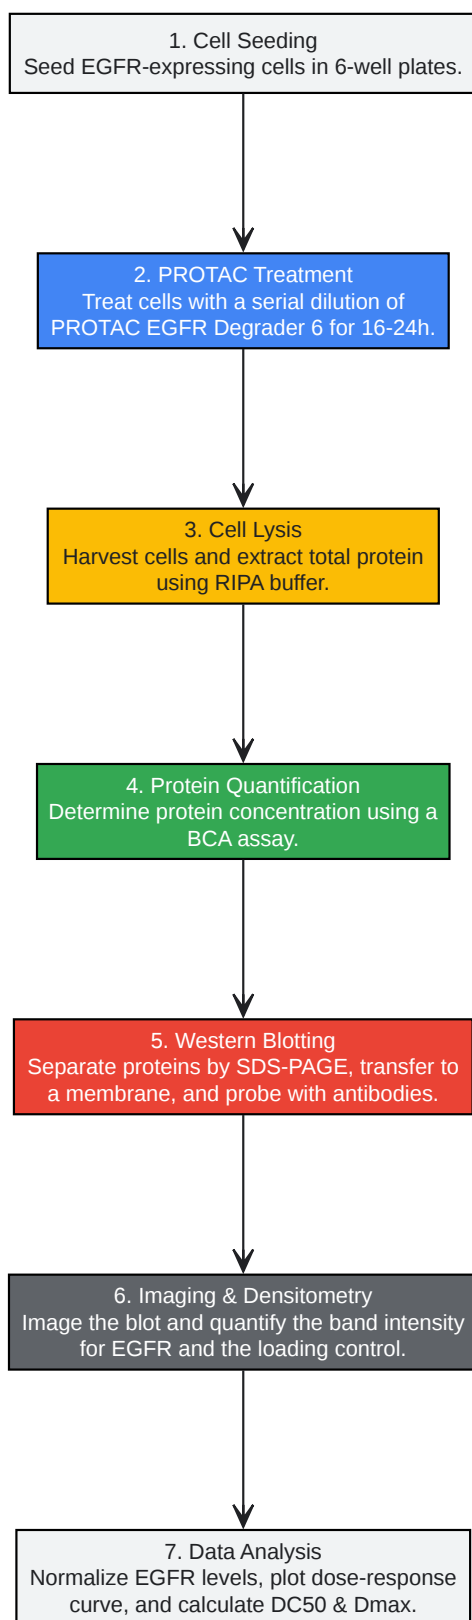 1. Cell Seeding
Seed EGFR-expressing cells in 6-well plates.
2. PROTAC Treatment
Treat cells with a serial dilution of
PROTAC EGFR Degrader 6 for 16-24h.
3. Cell Lysis
Harvest cells and extract total protein
using RIPA buffer.
4. Protein Quantification
Determine protein concentration using a
BCA assay.
5. Western Blotting
Separate proteins by SDS-PAGE, transfer to
a membrane, and probe with antibodies.
6. Imaging & Densitometry
Image the blot and quantify the band intensity
for EGFR and the loading control.
7. Data Analysis
Normalize EGFR levels, plot dose-response
curve, and calculate DC50 & Dmax.